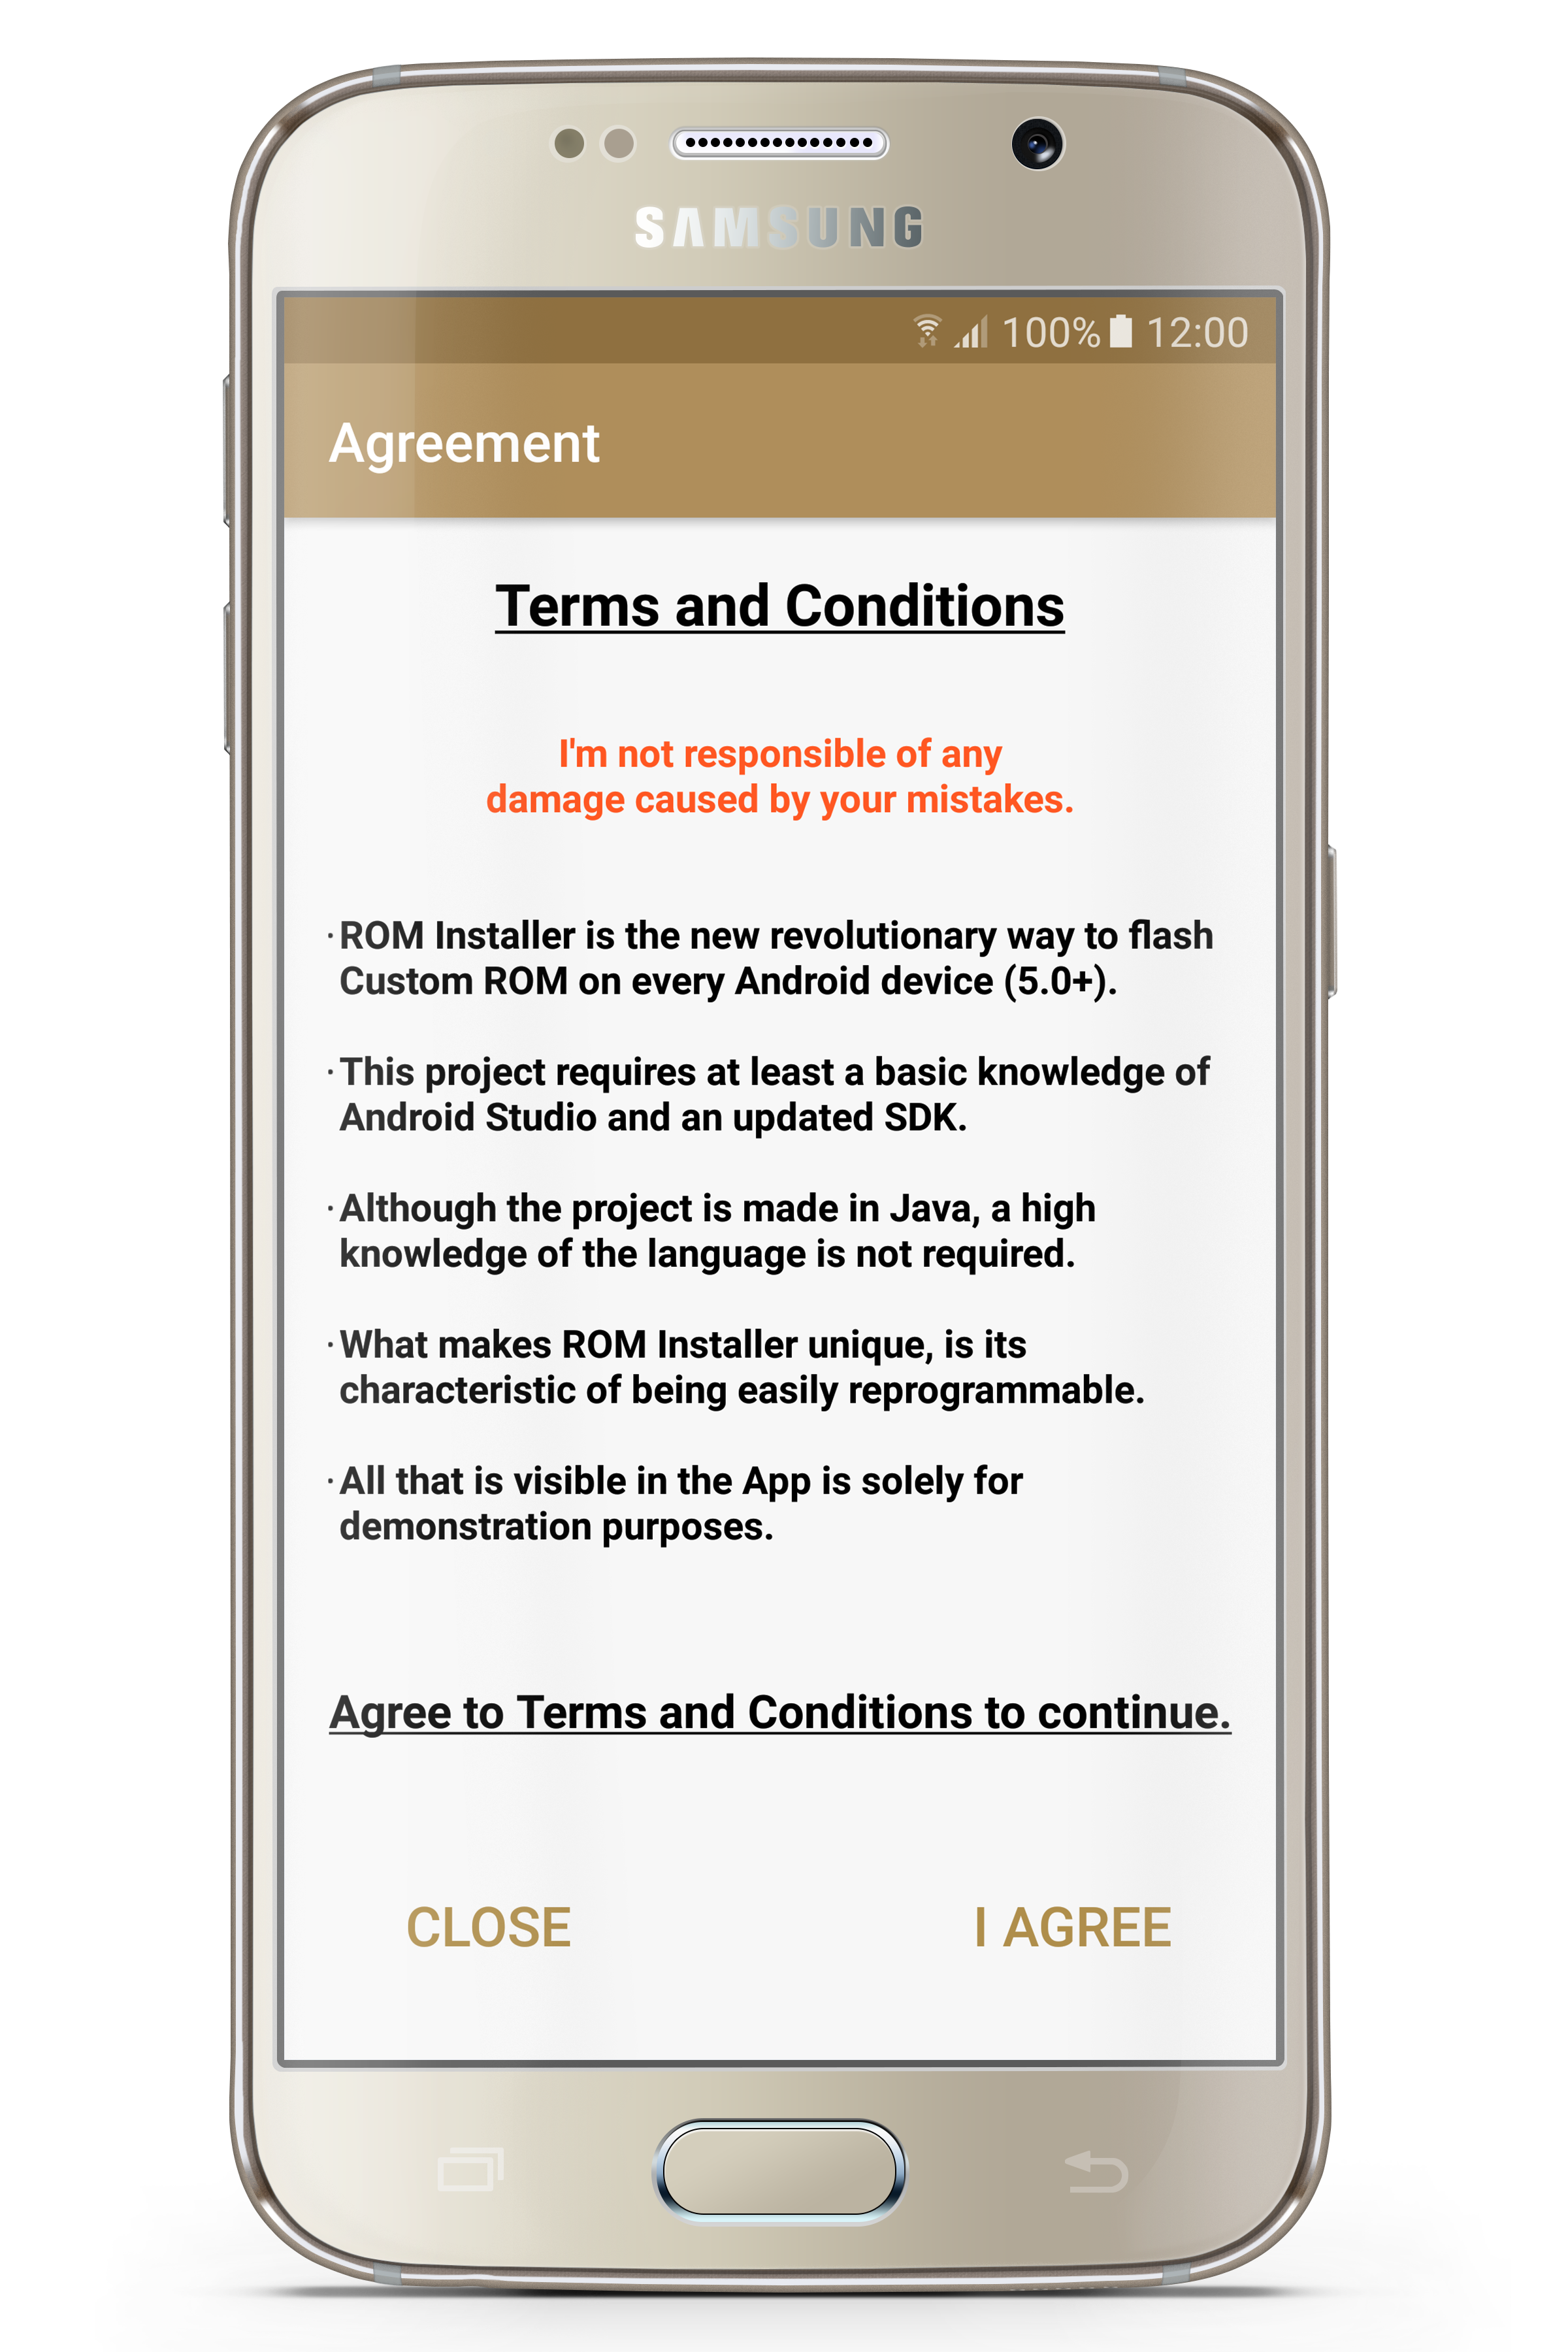 SAMSUNG
100% 12:00
Agreement
Terms and Conditions
I'm not responsible of any
damage caused by your mistakes.
· ROM Installer is the new revolutionary way to flash
Custom ROM on every Android device (5.0+).
· This project requires at least a basic knowledge of
Android Studio and an updated SDK.
· Although the project is made in Java, a high
knowledge of the language is not required.
· What makes ROM Installer unique, is its
characteristic of being easily reprogrammable.
· All that is visible in the App is solely for
demonstration purposes.
Agree to Terms and Conditions to continue.
CLOSE I AGREE